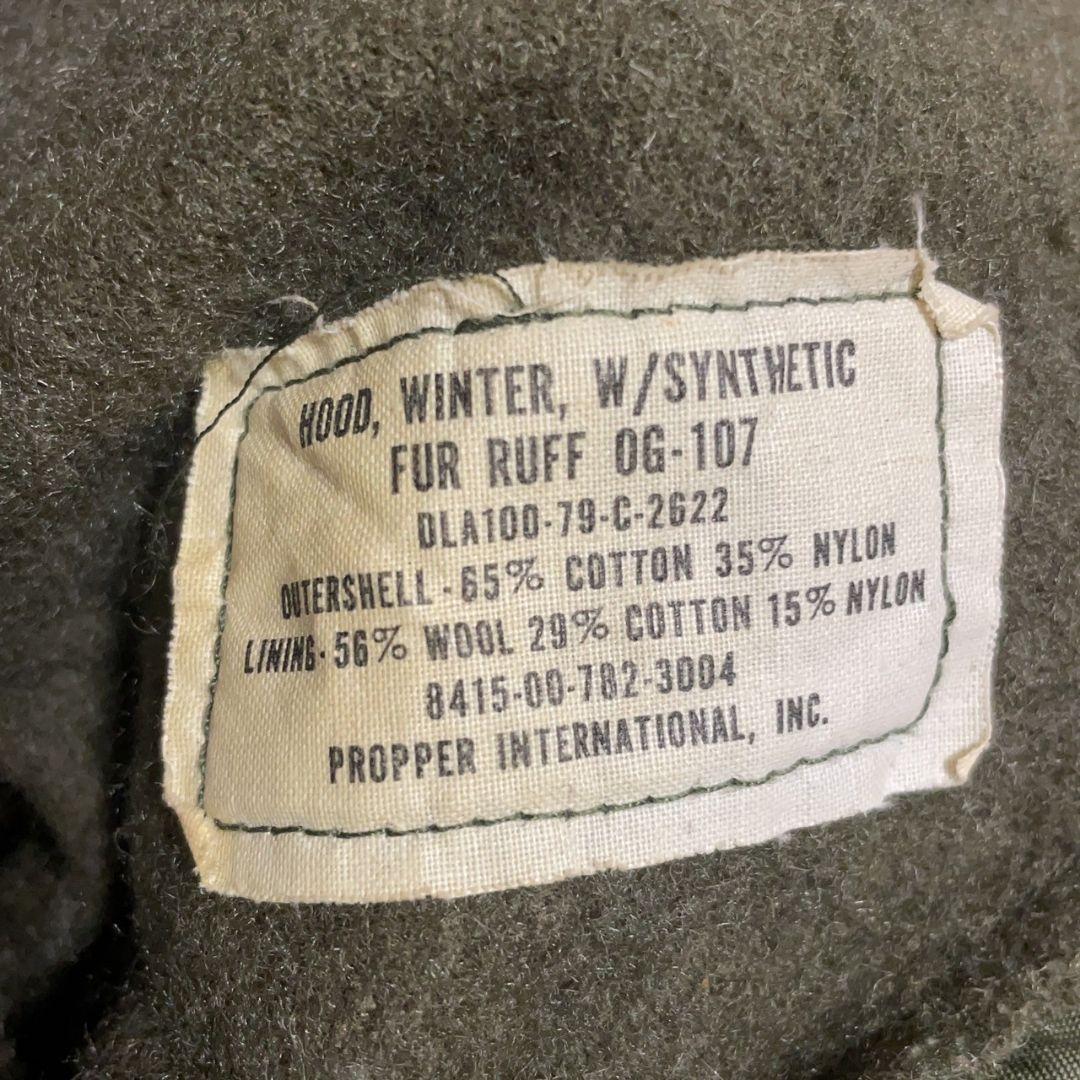 HOOD, WINTER, W/SYNTHETIC
FUR RUFF OG-107
DLA100-79-C-2622
OUTERSHELL-65% COTTON 35% NYLON
LINING-56% WOOL 29% COTTON 15% NYLON
8415-00-782-3004
PROPPER INTERNATIONAL, INC.